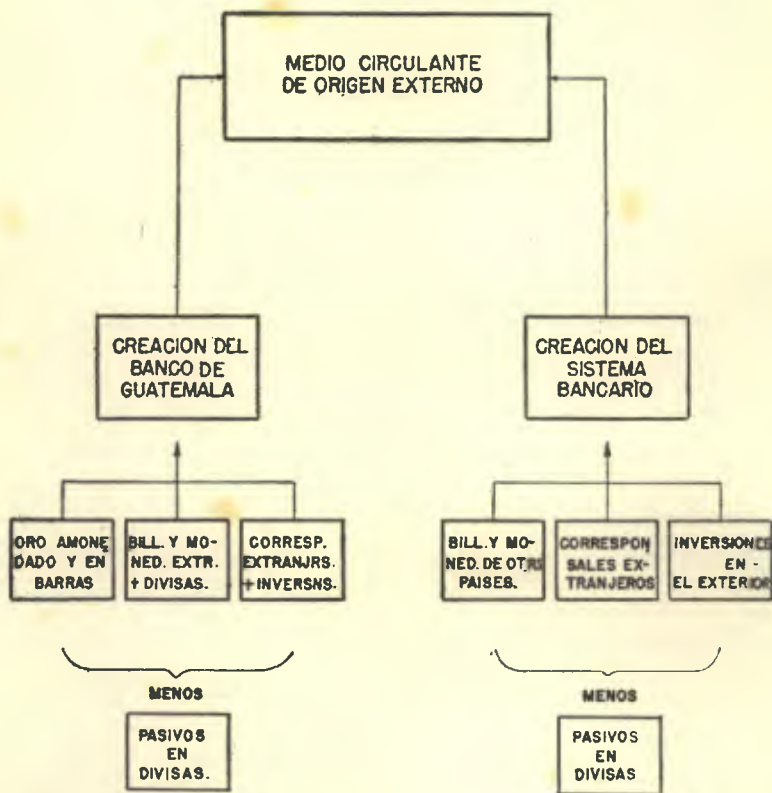 MEDIO CIRCULANTE
DE ORIGEN EXTERNO
CREACION DEL
BANCO DE
GUATEMALA
CREACION DEL
SISTEMA
BANCARIO
ORO AMONE
DADO Y EN
BARRAS
BILL. Y MO-
NED. EXTR.
+ DIVISAS.
CORRESP.
EXTRANJRS.
+ INVERSNS.
BILL. Y MO-
NED. DE OTRS
PAISES.
CORRESPON
SALES EX-
TRANJEROS
INVERSIONES
EN -
EL EXTERIOR
MENOS
PASIVOS
EN
DIVISAS.
MENOS
PASIVOS
EN
DIVISAS